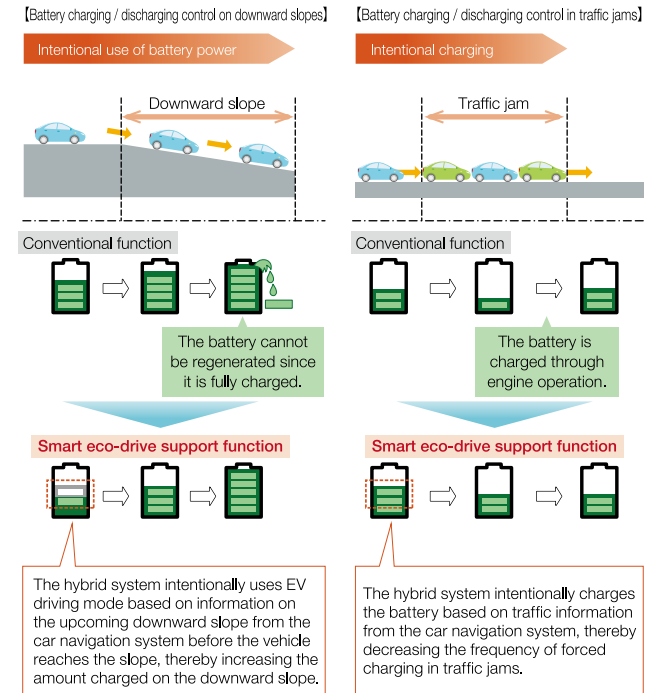 【Battery charging / discharging control on downward slopes】
Intentional use of battery power
Downward slope
Conventional function
The battery cannot
be regenerated since
it is fully charged.
Smart eco-drive support function
The hybrid system intentionally uses EV
driving mode based on information on
the upcoming downward slope from the
car navigation system before the vehicle
reaches the slope, thereby increasing the
amount charged on the downward slope.
【Battery charging / discharging control in traffic jams】
Intentional charging
Traffic jam
Conventional function
The battery is
charged through
engine operation.
Smart eco-drive support function
The hybrid system intentionally charges
the battery based on traffic information
from the car navigation system, thereby
decreasing the frequency of forced
charging in traffic jams.